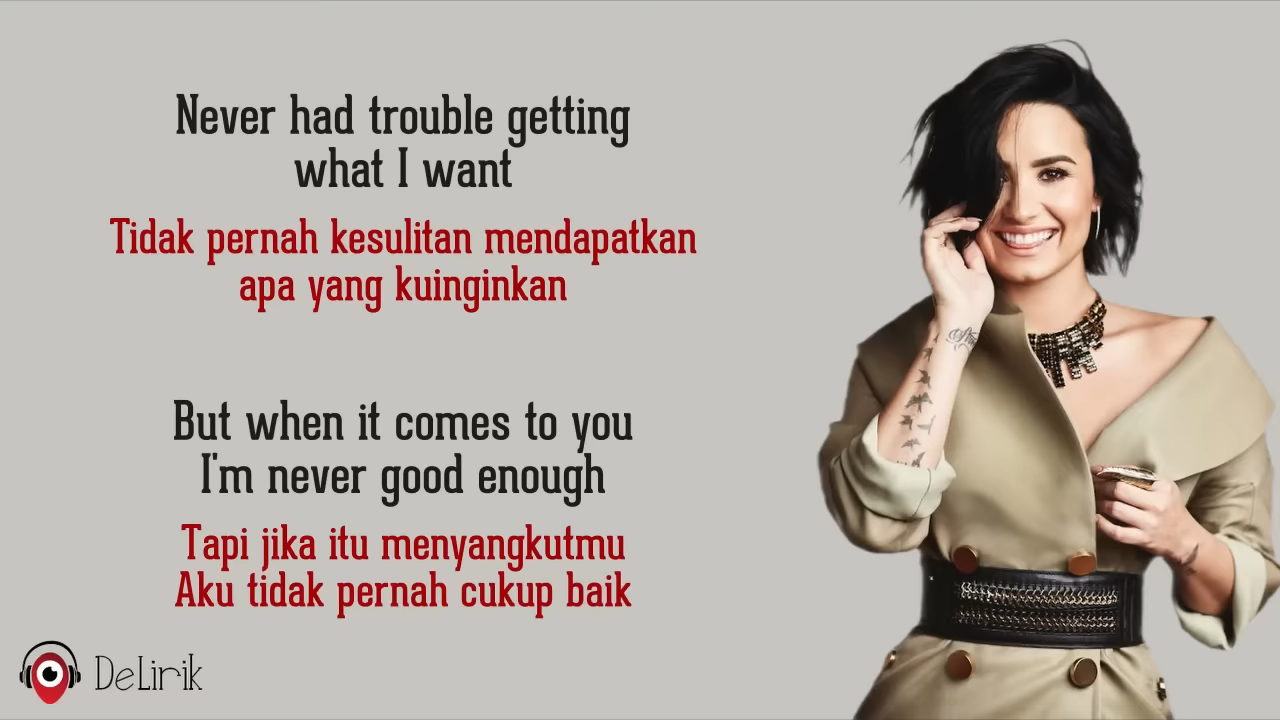 Never had trouble getting
what I want
Tidak pernah kesulitan mendapatkan
apa yang kuinginkan
But when it comes to you
I'm never good enough
Tapi jika itu menyangkutmu
Aku tidak pernah cukup baik
DeLirik